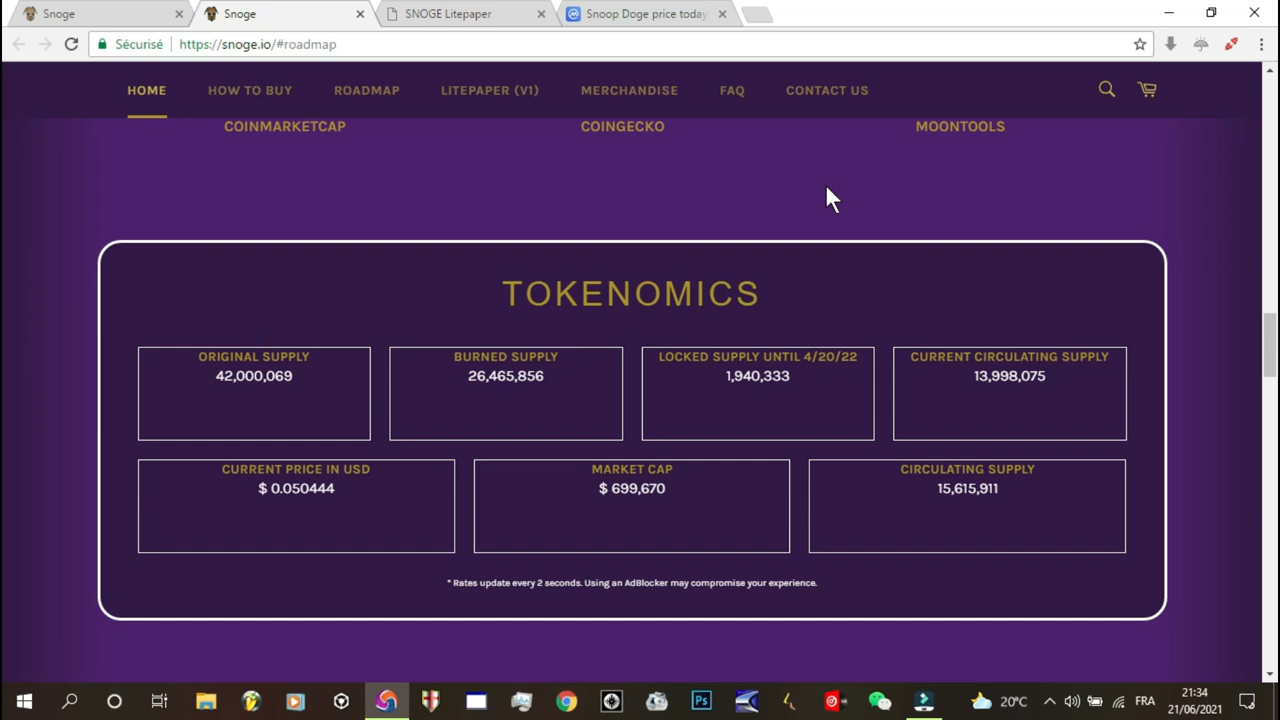 Snoge
Snoge
SNOGE Litepaper
Snoop Doge price today
Sécurisé
https://snoge.io/#roadmap
HOME
HOW TO BUY
ROADMAP
LITEPAPER (V1)
MERCHANDISE
FAQ
CONTACT US
COINMARKETCAP
COINGECKO
MOONTOOLS
TOKENOMICS
ORIGINAL SUPPLY
42,000,069
BURNED SUPPLY
26,465,856
LOCKED SUPPLY UNTIL 4/20/22
1,940,333
CURRENT CIRCULATING SUPPLY
13,998,075
CURRENT PRICE IN USD
$ 0.050444
MARKET CAP
$ 699,670
CIRCULATING SUPPLY
15,615,911
* Rates update every 2 seconds. Using an AdBlocker may compromise your experience.
Ps
20°C
FRA
21:34
21/06/2021